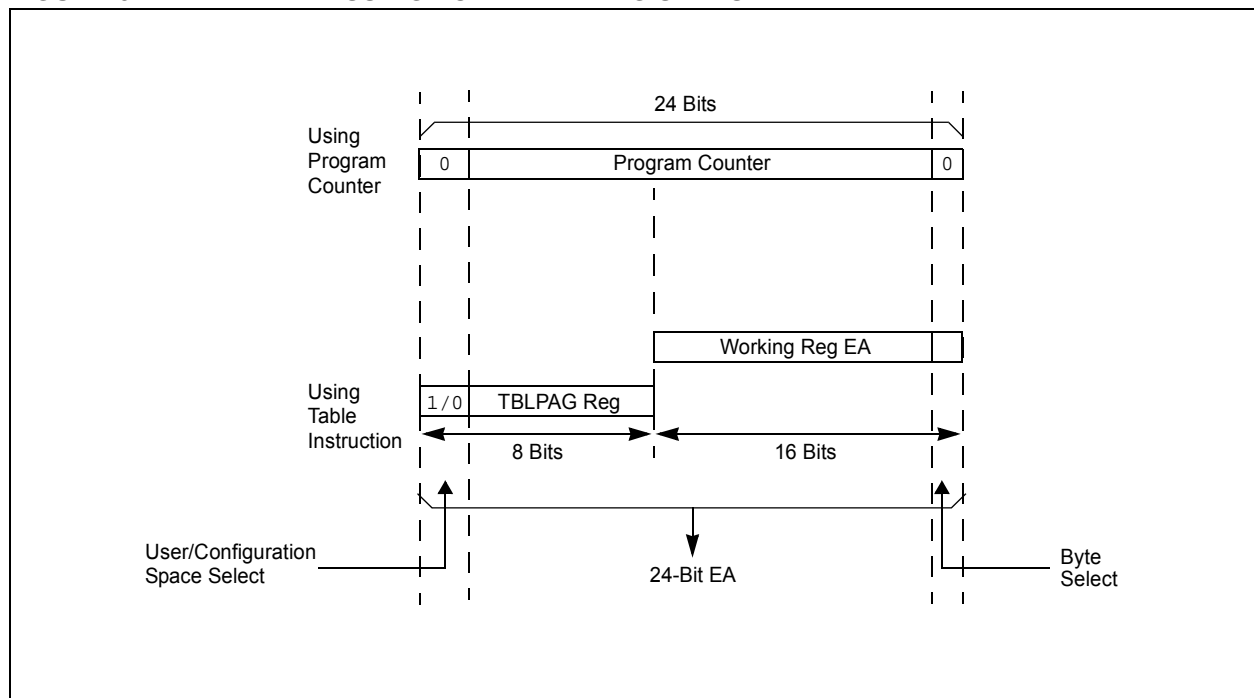 24 Bits
Using
Program
Counter
0
Program Counter
0
Working Reg EA
Using
Table
Instruction
1/0
TBLPAG Reg
8 Bits
16 Bits
User/Configuration
Space Select
24-Bit EA
Byte
Select